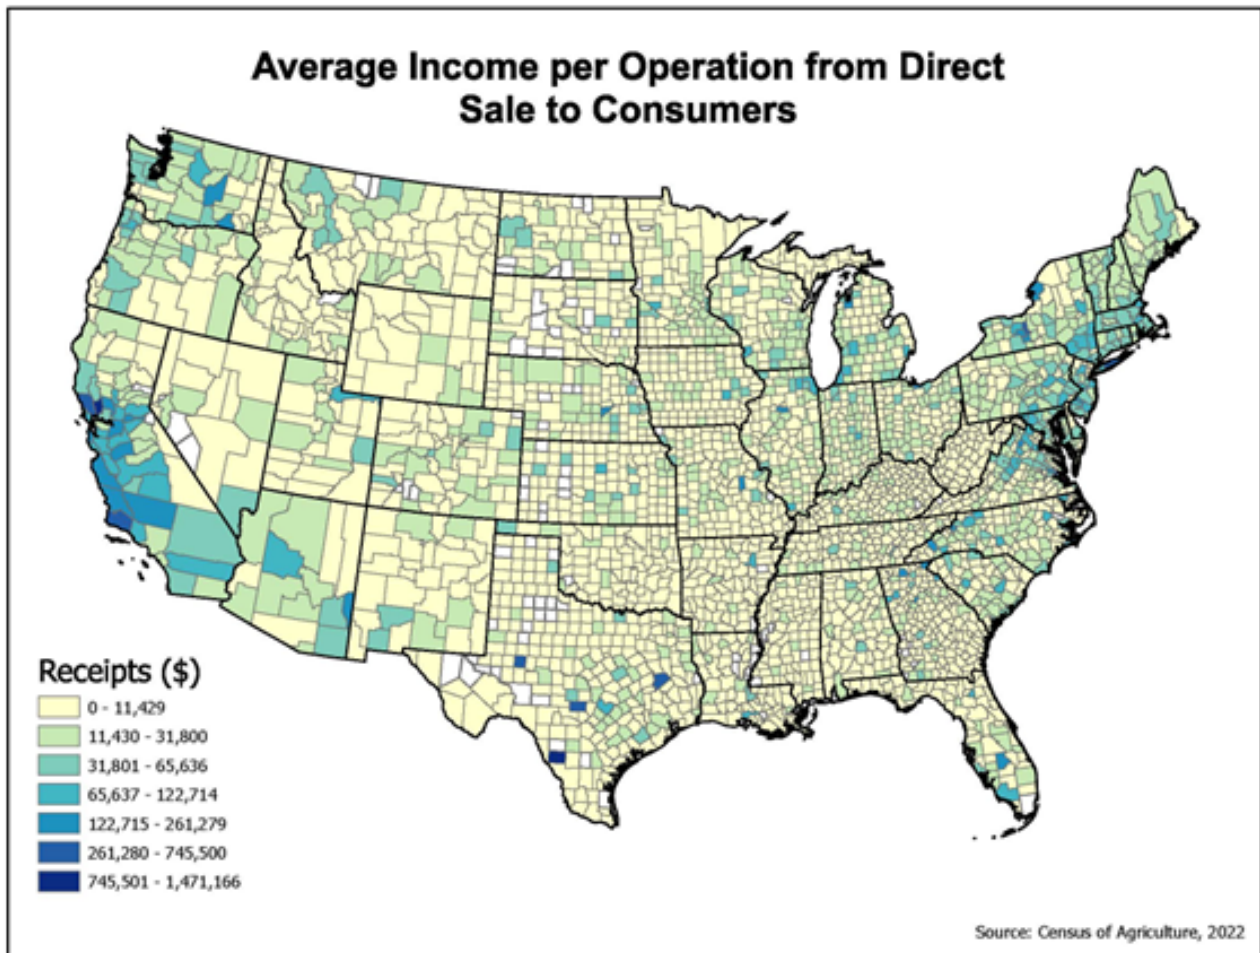 Average Income per Operation from Direct
Sale to Consumers
Receipts ($)
0 - 11,429
11,430 - 31,800
31,801 - 65,636
65,637 - 122,714
122,715 - 261,279
261,280 - 745,500
745,501 - 1,471,166
Source: Census of Agriculture, 2022